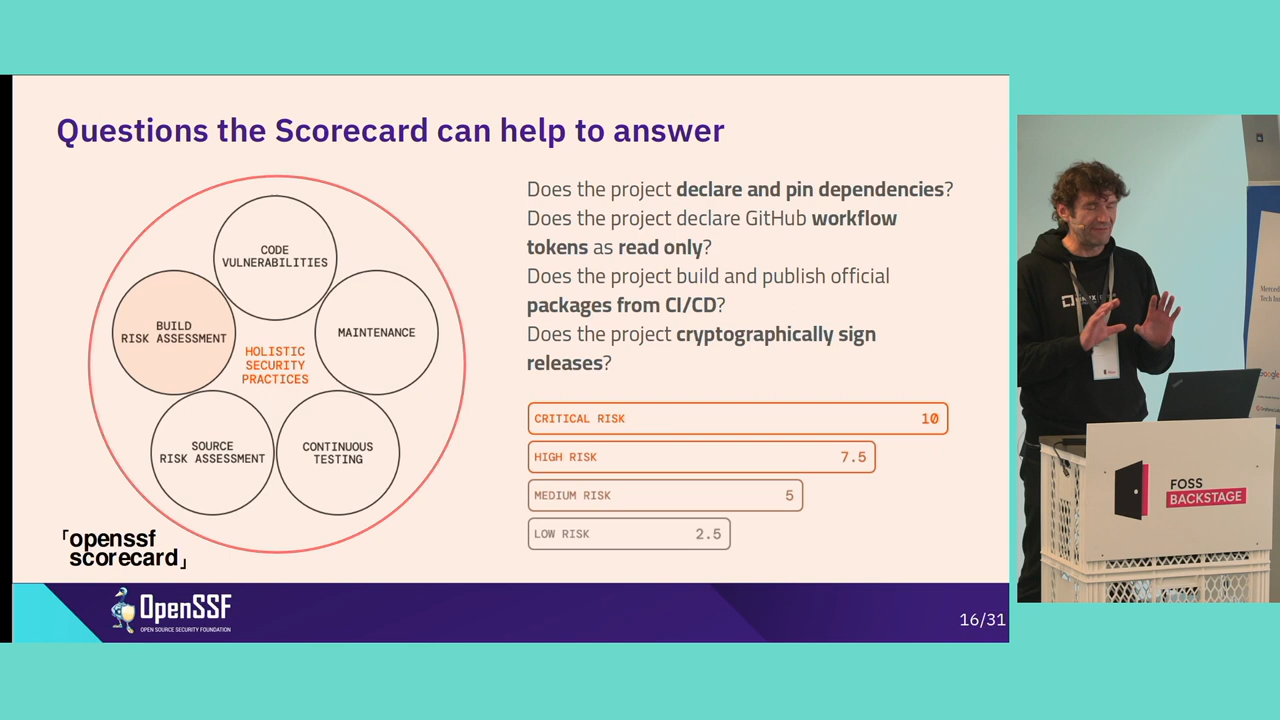 Questions the Scorecard can help to answer
CODE
VULNERABILITIES
BUILD
RISK ASSESSMENT
MAINTENANCE
HOLISTIC
SECURITY
PRACTICES
SOURCE
RISK ASSESSMENT
CONTINUOUS
TESTING
「openssf
scorecard」
Does the project declare and pin dependencies?
Does the project declare GitHub workflow
tokens as read only?
Does the project build and publish official
packages from CI/CD?
Does the project cryptographically sign
releases?
CRITICAL RISK 10
HIGH RISK 7.5
MEDIUM RISK 5
LOW RISK 2.5
OpenSSF
OPEN SOURCE SECURITY FOUNDATION
16/31
FOSS
BACKSTAGE